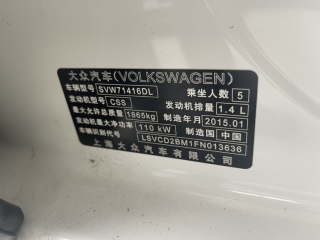 大众汽车(VOLKSWAGEN)
车辆型号 SVW71416DL 乘坐人数 5
发动机型号 CSS 发动机排量 1.4 L
最大允许总质量 1865kg 制造年月 2015.01
发动机最大净功率 110 kW 制造国 中国
车辆识别代号 LSVCD2BM1FN013636
上海大众汽车有限公司